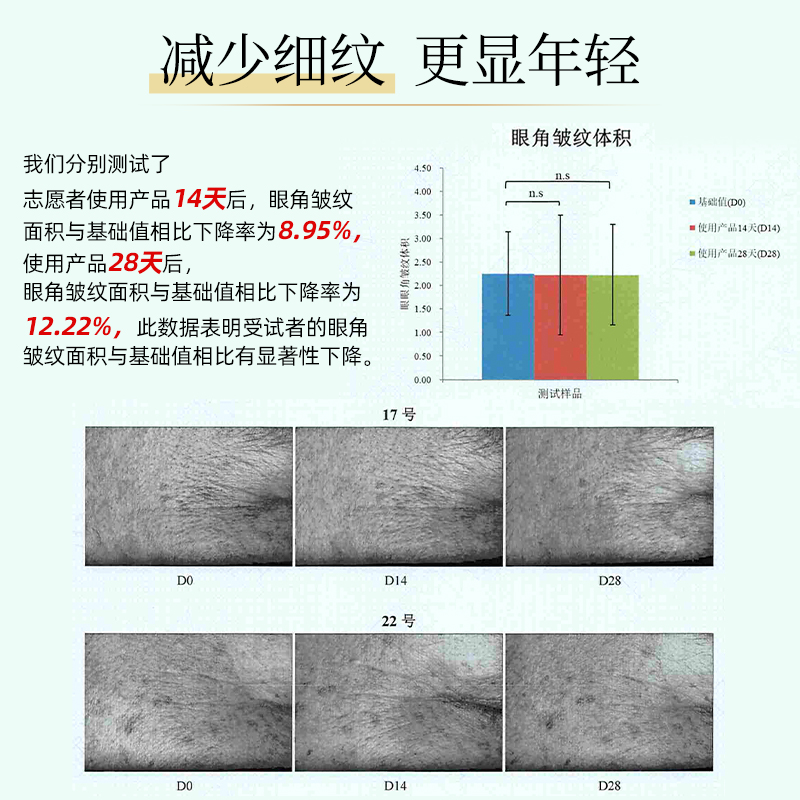 减少细纹 更显年轻
我们分别测试了
志愿者使用产品14天后，眼角皱纹
面积与基础值相比下降率为8.95%，
使用产品28天后，
眼角皱纹面积与基础值相比下降率为
12.22%，此数据表明受试者的眼角
皱纹面积与基础值相比有显著性下降。
眼角皱纹体积
4.50
4.00
3.50
3.00
2.50
2.00
1.50
1.00
0.50
0.00
眼眼角皱纹体积
n.s
n.s
测试样品
基础值(D0)
使用产品14天(D14)
使用产品28天(D28)
17 号
D0 D14 D28
22 号
D0 D14 D28